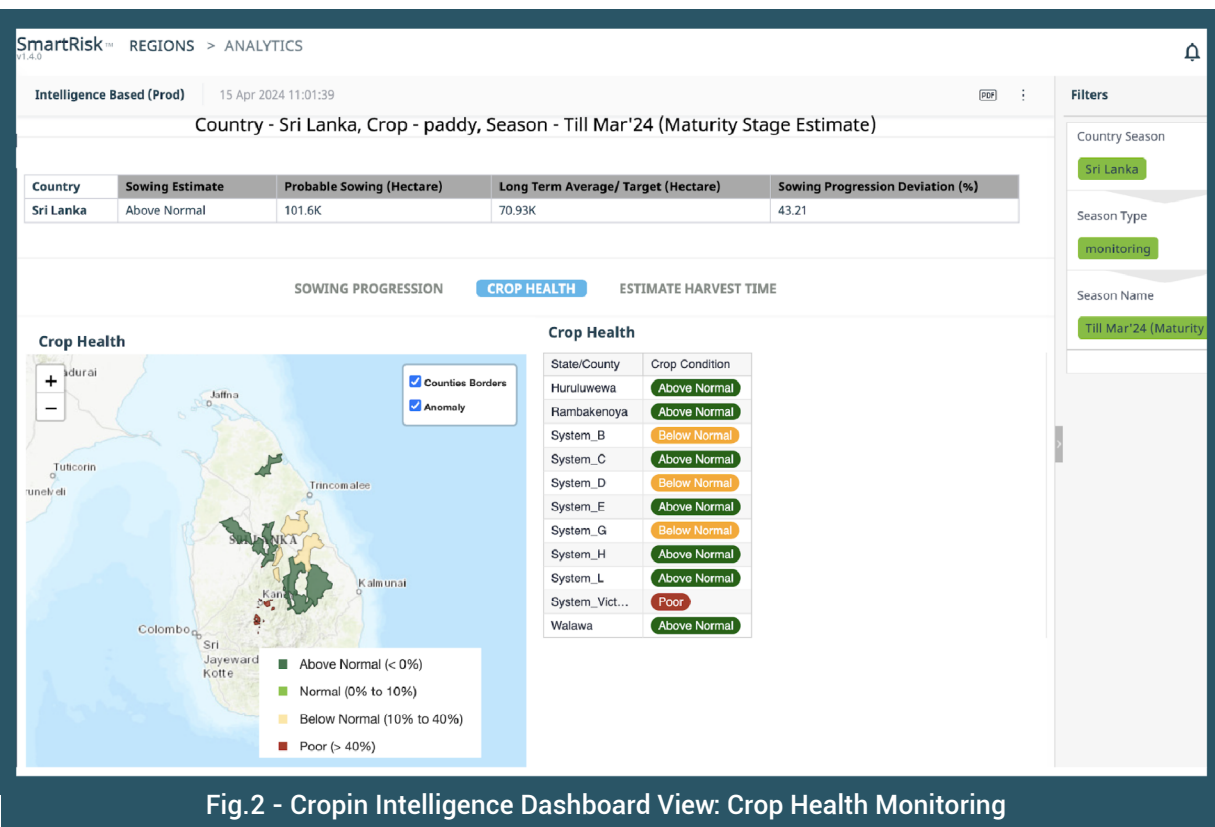 SmartRisk™ REGIONS > ANALYTICS
v1.4.0
Intelligence Based (Prod) 15 Apr 2024 11:01:39 PDF
Country - Sri Lanka, Crop - paddy, Season - Till Mar'24 (Maturity Stage Estimate)
Country Sowing Estimate Probable Sowing (Hectare) Long Term Average/ Target (Hectare) Sowing Progression Deviation (%)
Sri Lanka Above Normal 101.6K 70.93K 43.21
SOWING PROGRESSION CROP HEALTH ESTIMATE HARVEST TIME
Crop Health
+
−
Counties Borders
Anomaly
adurai
Jaffna
Tuticorin
runelveli
Trincomalee
SRI LANKA
Kalmunai
Kan
Colombo
Sri
Jayeward
Kotte
Above Normal (< 0%)
Normal (0% to 10%)
Below Normal (10% to 40%)
Poor (> 40%)
Crop Health
State/County Crop Condition
Huruluwewa Above Normal
Rambakenoya Above Normal
System_B Below Normal
System_C Above Normal
System_D Below Normal
System_E Above Normal
System_G Below Normal
System_H Above Normal
System_L Above Normal
System_Vict... Poor
Walawa Above Normal
Filters
Country Season
Sri Lanka
Season Type
monitoring
Season Name
Till Mar'24 (Maturity
Fig.2 - Cropin Intelligence Dashboard View: Crop Health Monitoring